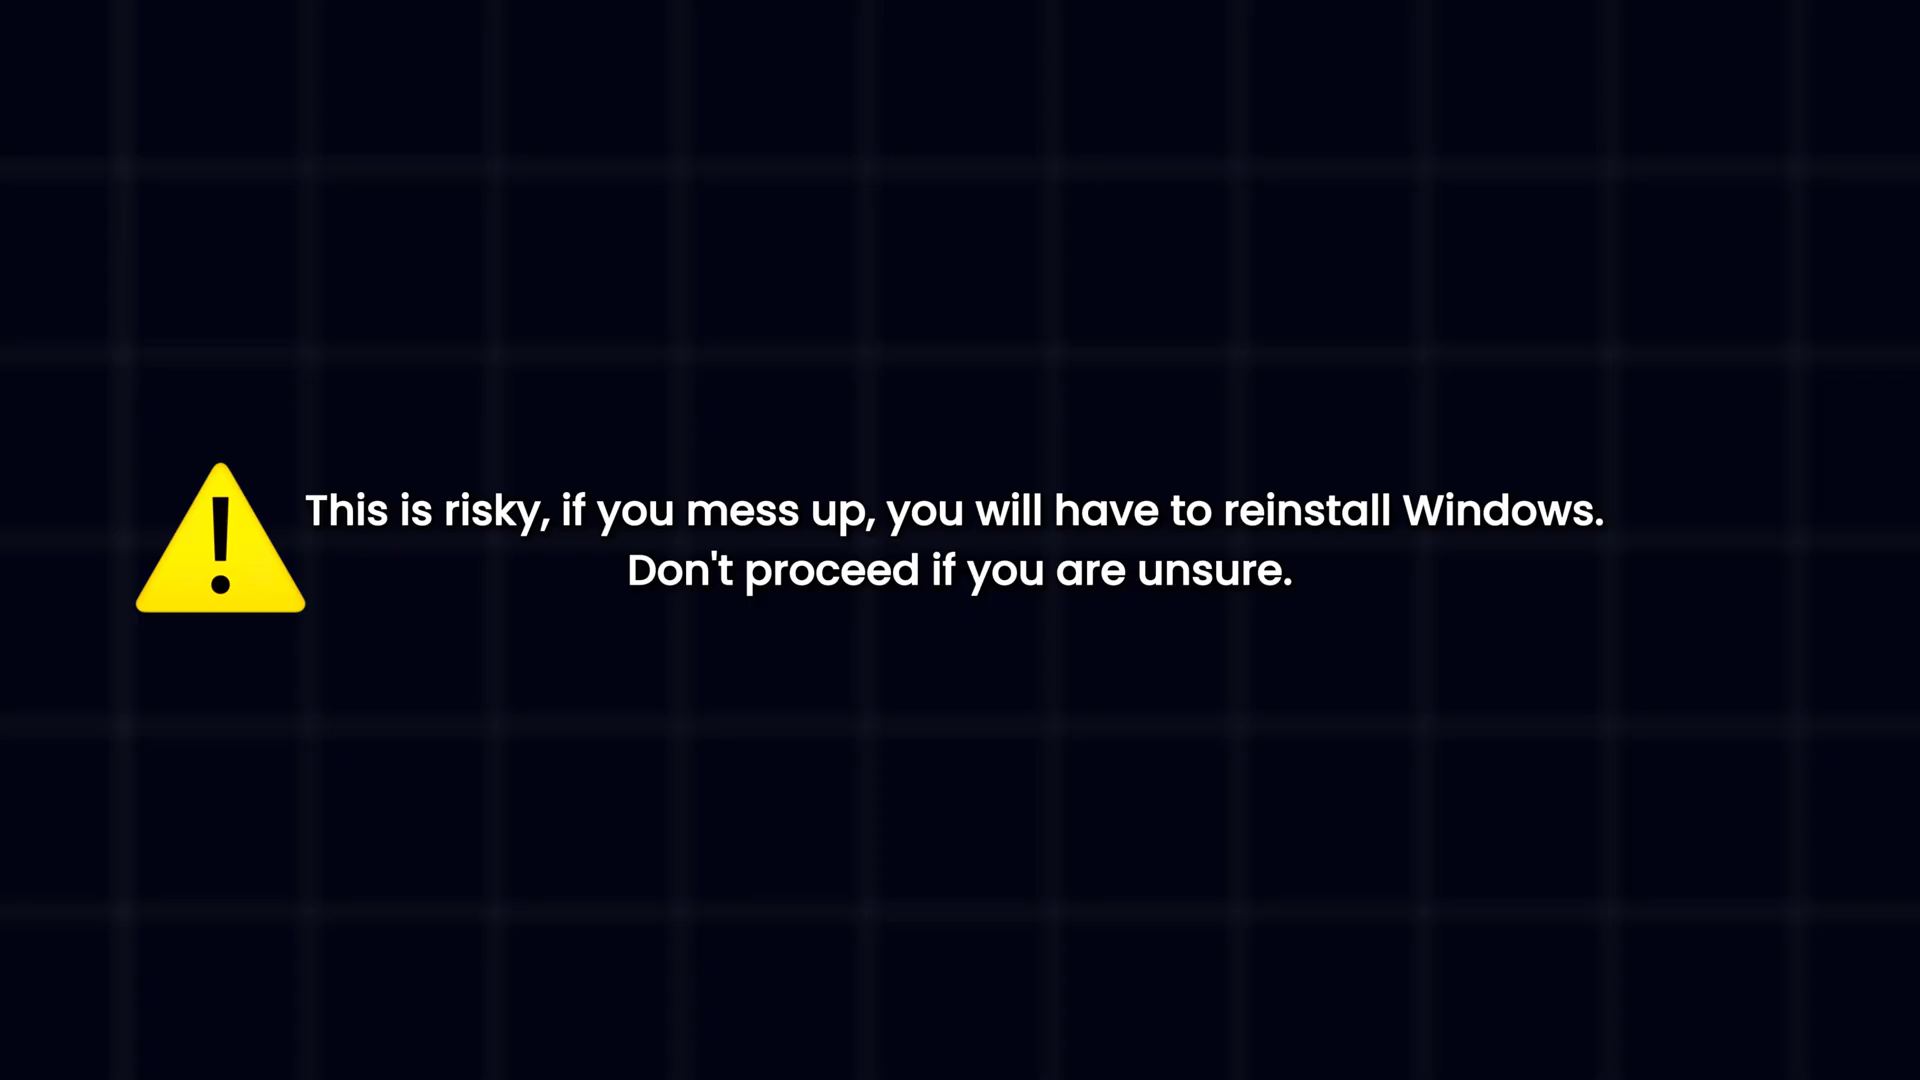 This is risky, if you mess up, you will have to reinstall Windows.
Don't proceed if you are unsure.